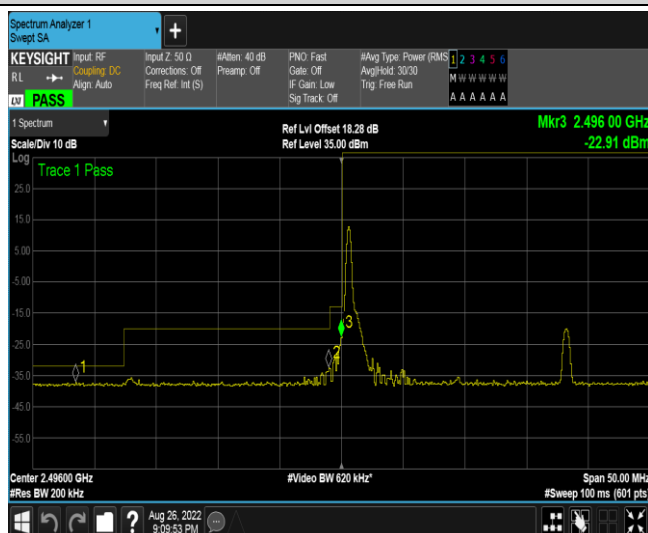 Spectrum Analyzer 1
Swept SA
KEYSIGHT
RL
LXI PASS
Input: RF
Coupling: DC
Align: Auto
Input Z: 50 Ω
Corrections: Off
Freq Ref: Int (S)
#Atten: 40 dB
Preamp: Off
PNO: Fast
Gate: Off
IF Gain: Low
Sig Track: Off
#Avg Type: Power (RMS
Avg|Hold: 30/30
Trig: Free Run
1 2 3 4 5 6
M W W W W W
A A A A A A
1 Spectrum
Scale/Div 10 dB
Ref Lvl Offset 18.28 dB
Ref Level 35.00 dBm
Mkr3 2.496 00 GHz
-22.91 dBm
Log
Trace 1 Pass
25.0
15.0
5.00
-5.00
-15.0
-25.0
-35.0
-45.0
-55.0
1
2
3
Center 2.49600 GHz
#Res BW 200 kHz
#Video BW 620 kHz*
Span 50.00 MHz
#Sweep 100 ms (601 pts)
?
Aug 26, 2022
9:09:53 PM